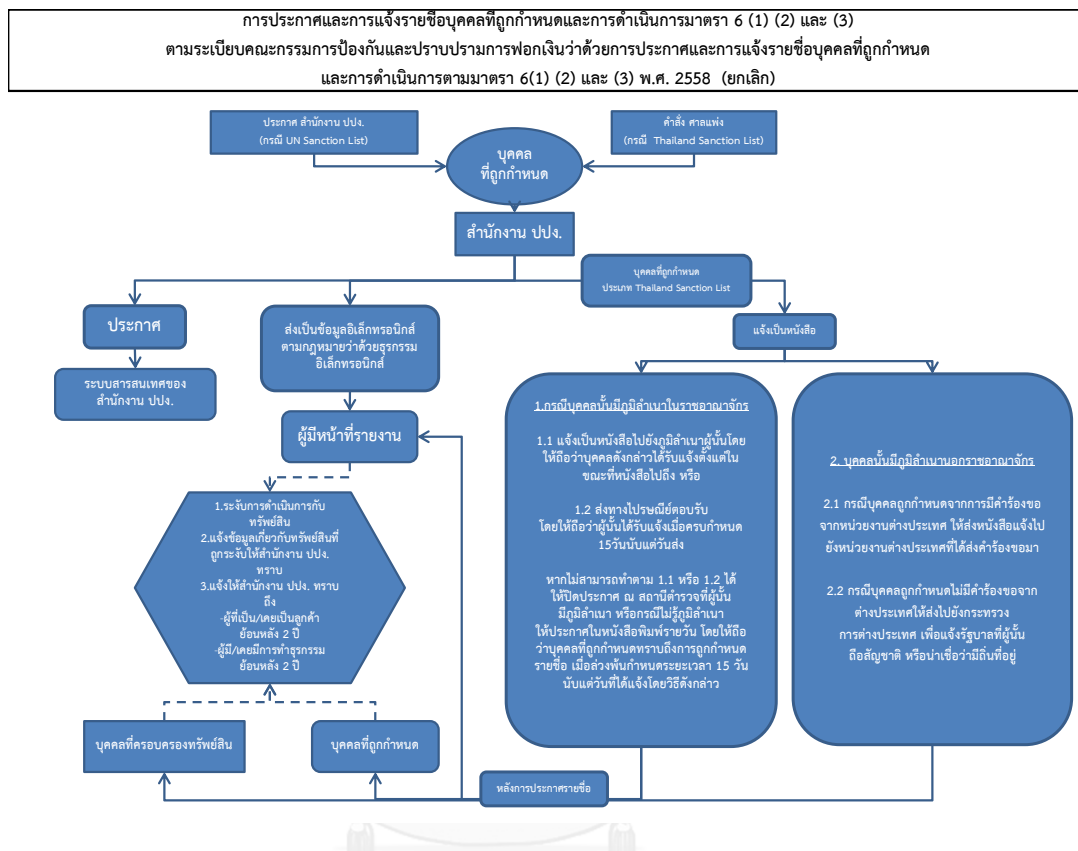 การประกาศและการแจ้งรายชื่อบุคคลที่ถูกกำหนดและการดำเนินการมาตรา 6 (1) (2) และ (3)
ตามระเบียบคณะกรรมการป้องกันและปราบปรามการฟอกเงินว่าด้วยการประกาศและการแจ้งรายชื่อบุคคลที่ถูกกำหนด
และการดำเนินการตามมาตรา 6(1) (2) และ (3) พ.ศ. 2558 (ยกเลิก)
ประกาศ สำนักงาน ปปง.
(กรณี UN Sanction List)
คำสั่ง ศาลแพ่ง
(กรณี Thailand Sanction List)
บุคคล
ที่ถูกกำหนด
สำนักงาน ปปง.
บุคคลที่ถูกกำหนด
ประเภท Thailand Sanction List
ประกาศ
ส่งเป็นข้อมูลอิเล็กทรอนิกส์
ตามกฎหมายว่าด้วยธุรกรรม
อิเล็กทรอนิกส์
แจ้งเป็นหนังสือ
ระบบสารสนเทศของ
สำนักงาน ปปง.
ผู้มีหน้าที่รายงาน
1.ระงับการดำเนินการกับ
ทรัพย์สิน
2.แจ้งข้อมูลเกี่ยวกับทรัพย์สินที่
ถูกระงับให้สำนักงาน ปปง.
ทราบ
3.แจ้งให้สำนักงาน ปปง. ทราบ
ถึง
-ผู้ที่เป็น/เคยเป็นลูกค้า
ย้อนหลัง 2 ปี
-ผู้มี/เคยมีการทำธุรกรรม
ย้อนหลัง 2 ปี
1.กรณีบุคคลนั้นมีภูมิลำเนาในราชอาณาจักร
1.1 แจ้งเป็นหนังสือไปยังภูมิลำเนาผู้นั้นโดย
ให้ถือว่าบุคคลดังกล่าวได้รับแจ้งตั้งแต่ใน
ขณะที่หนังสือไปถึง หรือ
1.2 ส่งทางไปรษณีย์ตอบรับ
โดยให้ถือว่าผู้นั้นได้รับแจ้งเมื่อครบกำหนด
15วันนับแต่วันส่ง
หากไม่สามารถทำตาม 1.1 หรือ 1.2 ได้
ให้ปิดประกาศ ณ สถานีตำรวจที่ผู้นั้น
มีภูมิลำเนา หรือกรณีไม่รู้ภูมิลำเนา
ให้ประกาศในหนังสือพิมพ์รายวัน โดยให้ถือ
ว่าบุคคลที่ถูกกำหนดทราบถึงการถูกกำหนด
รายชื่อ เมื่อล่วงพ้นกำหนดระยะเวลา 15 วัน
นับแต่วันที่ได้แจ้งโดยวิธีดังกล่าว
2. บุคคลนั้นมีภูมิลำเนานอกราชอาณาจักร
2.1 กรณีบุคคลถูกกำหนดจากการมีคำร้องขอ
จากหน่วยงานต่างประเทศ ให้ส่งหนังสือแจ้งไป
ยังหน่วยงานต่างประเทศที่ได้ส่งคำร้องขอมา
2.2 กรณีบุคคลถูกกำหนดไม่มีคำร้องขอจาก
ต่างประเทศให้ส่งไปยังกระทรวง
การต่างประเทศ เพื่อแจ้งรัฐบาลที่ผู้นั้น
ถือสัญชาติ หรือน่าเชื่อว่ามีถิ่นที่อยู่
บุคคลที่ครอบครองทรัพย์สิน
บุคคลที่ถูกกำหนด
หลังการประกาศรายชื่อ